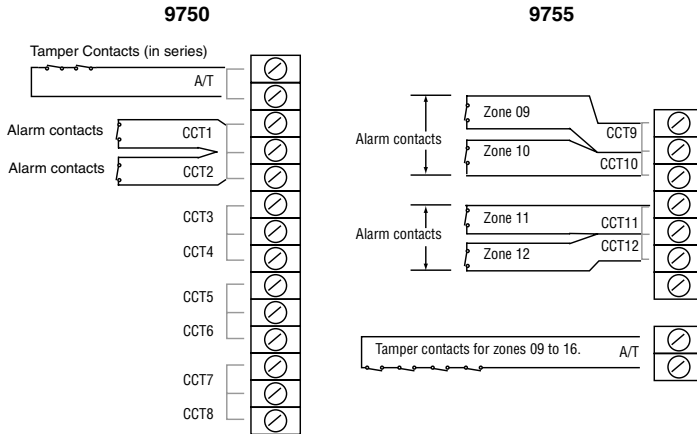 9750
Tamper Contacts (in series)
A/T
Alarm contacts
CCT1
Alarm contacts
CCT2
CCT3
CCT4
CCT5
CCT6
CCT7
CCT8
9755
Zone 09
CCT9
Alarm contacts
Zone 10
CCT10
Zone 11
CCT11
Alarm contacts
Zone 12
CCT12
Tamper contacts for zones 09 to 16.
A/T